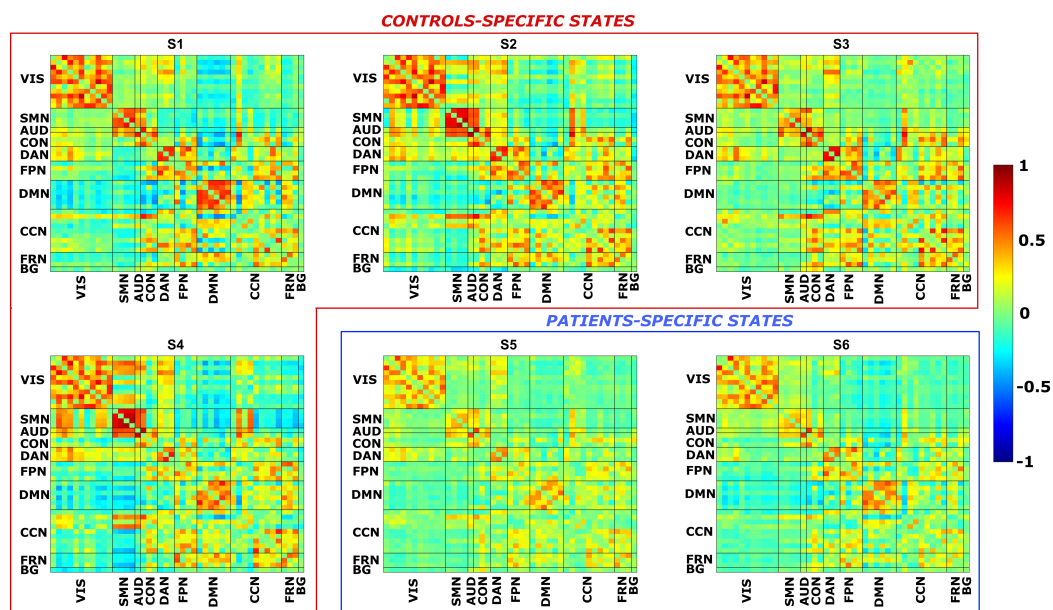 CONTROLS-SPECIFIC STATES
S1
S2
S3
VIS
SMN
AUD
CON
DAN
FPN
DMN
CCN
FRN
BG
VIS
SMN
AUD
CON
DAN
FPN
DMN
CCN
FRN
BG
VIS
SMN
AUD
CON
DAN
FPN
DMN
CCN
FRN
BG
VIS SMN AUD CON DAN FPN DMN CCN FRN BG
VIS SMN AUD CON DAN FPN DMN CCN FRN BG
VIS SMN AUD CON DAN FPN DMN CCN FRN BG
1
0.5
0
-0.5
-1
PATIENTS-SPECIFIC STATES
S4
S5
S6
VIS
SMN
AUD
CON
DAN
FPN
DMN
CCN
FRN
BG
VIS
SMN
AUD
CON
DAN
FPN
DMN
CCN
FRN
BG
VIS
SMN
AUD
CON
DAN
FPN
DMN
CCN
FRN
BG
VIS SMN AUD CON DAN FPN DMN CCN FRN BG
VIS SMN AUD CON DAN FPN DMN CCN FRN BG
VIS SMN AUD CON DAN FPN DMN CCN FRN BG